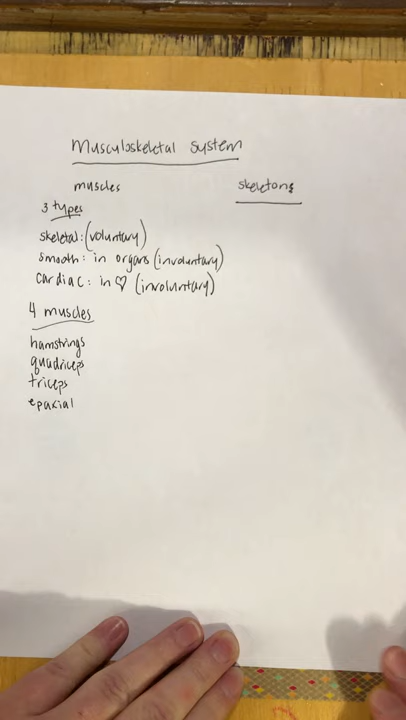 Musculoskeletal System
muscles
3 types
skeletal: (voluntary)
smooth: in organs (involuntary)
cardiac: in ♡ (involuntary)
4 muscles
hamstrings
quadriceps
triceps
epaxial
skeletons